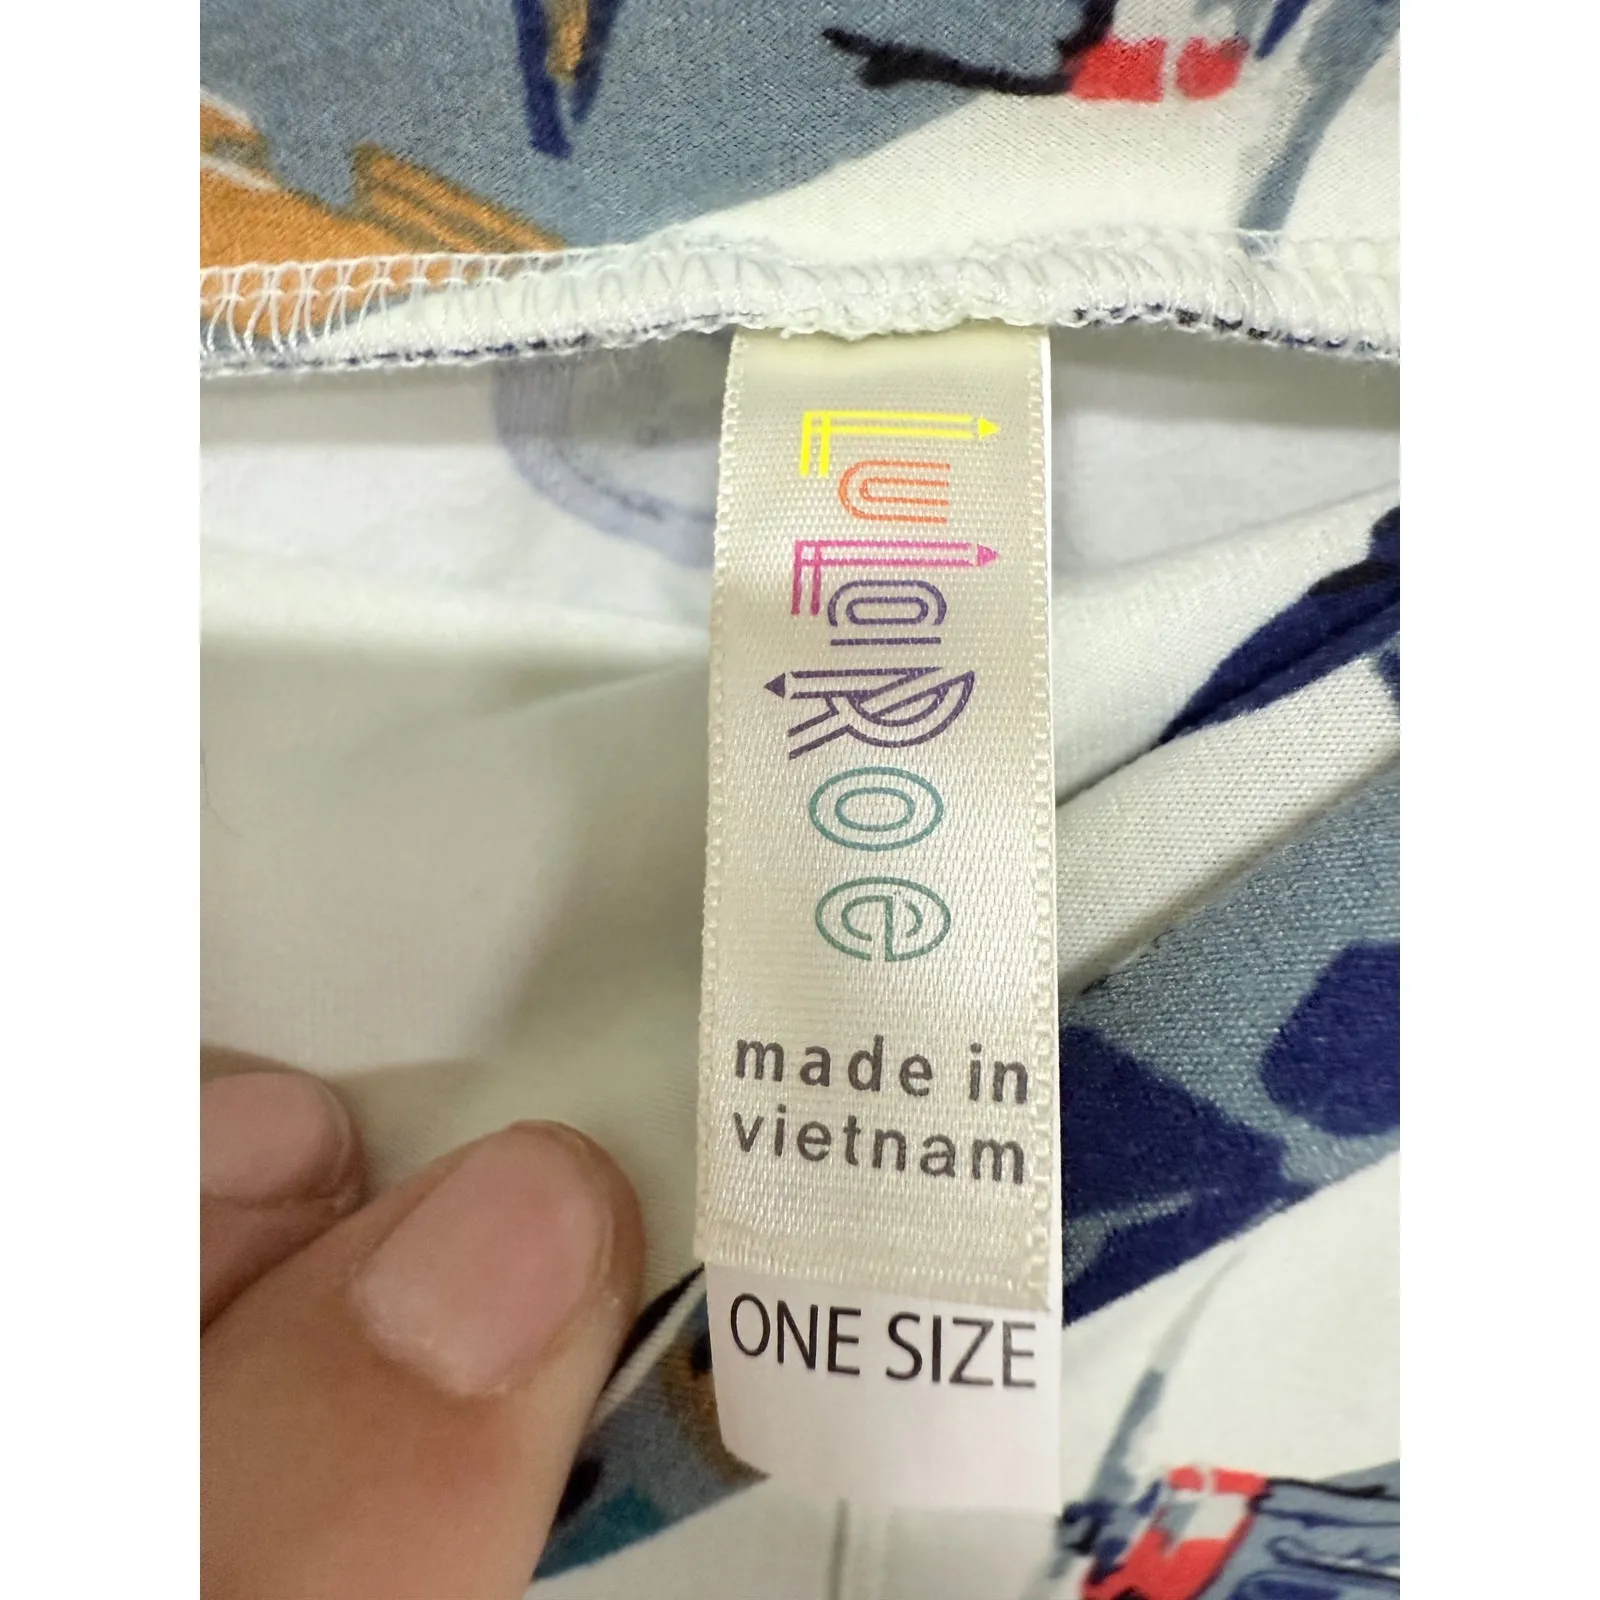 LuLaRoe
made in
vietnam
ONE SIZE